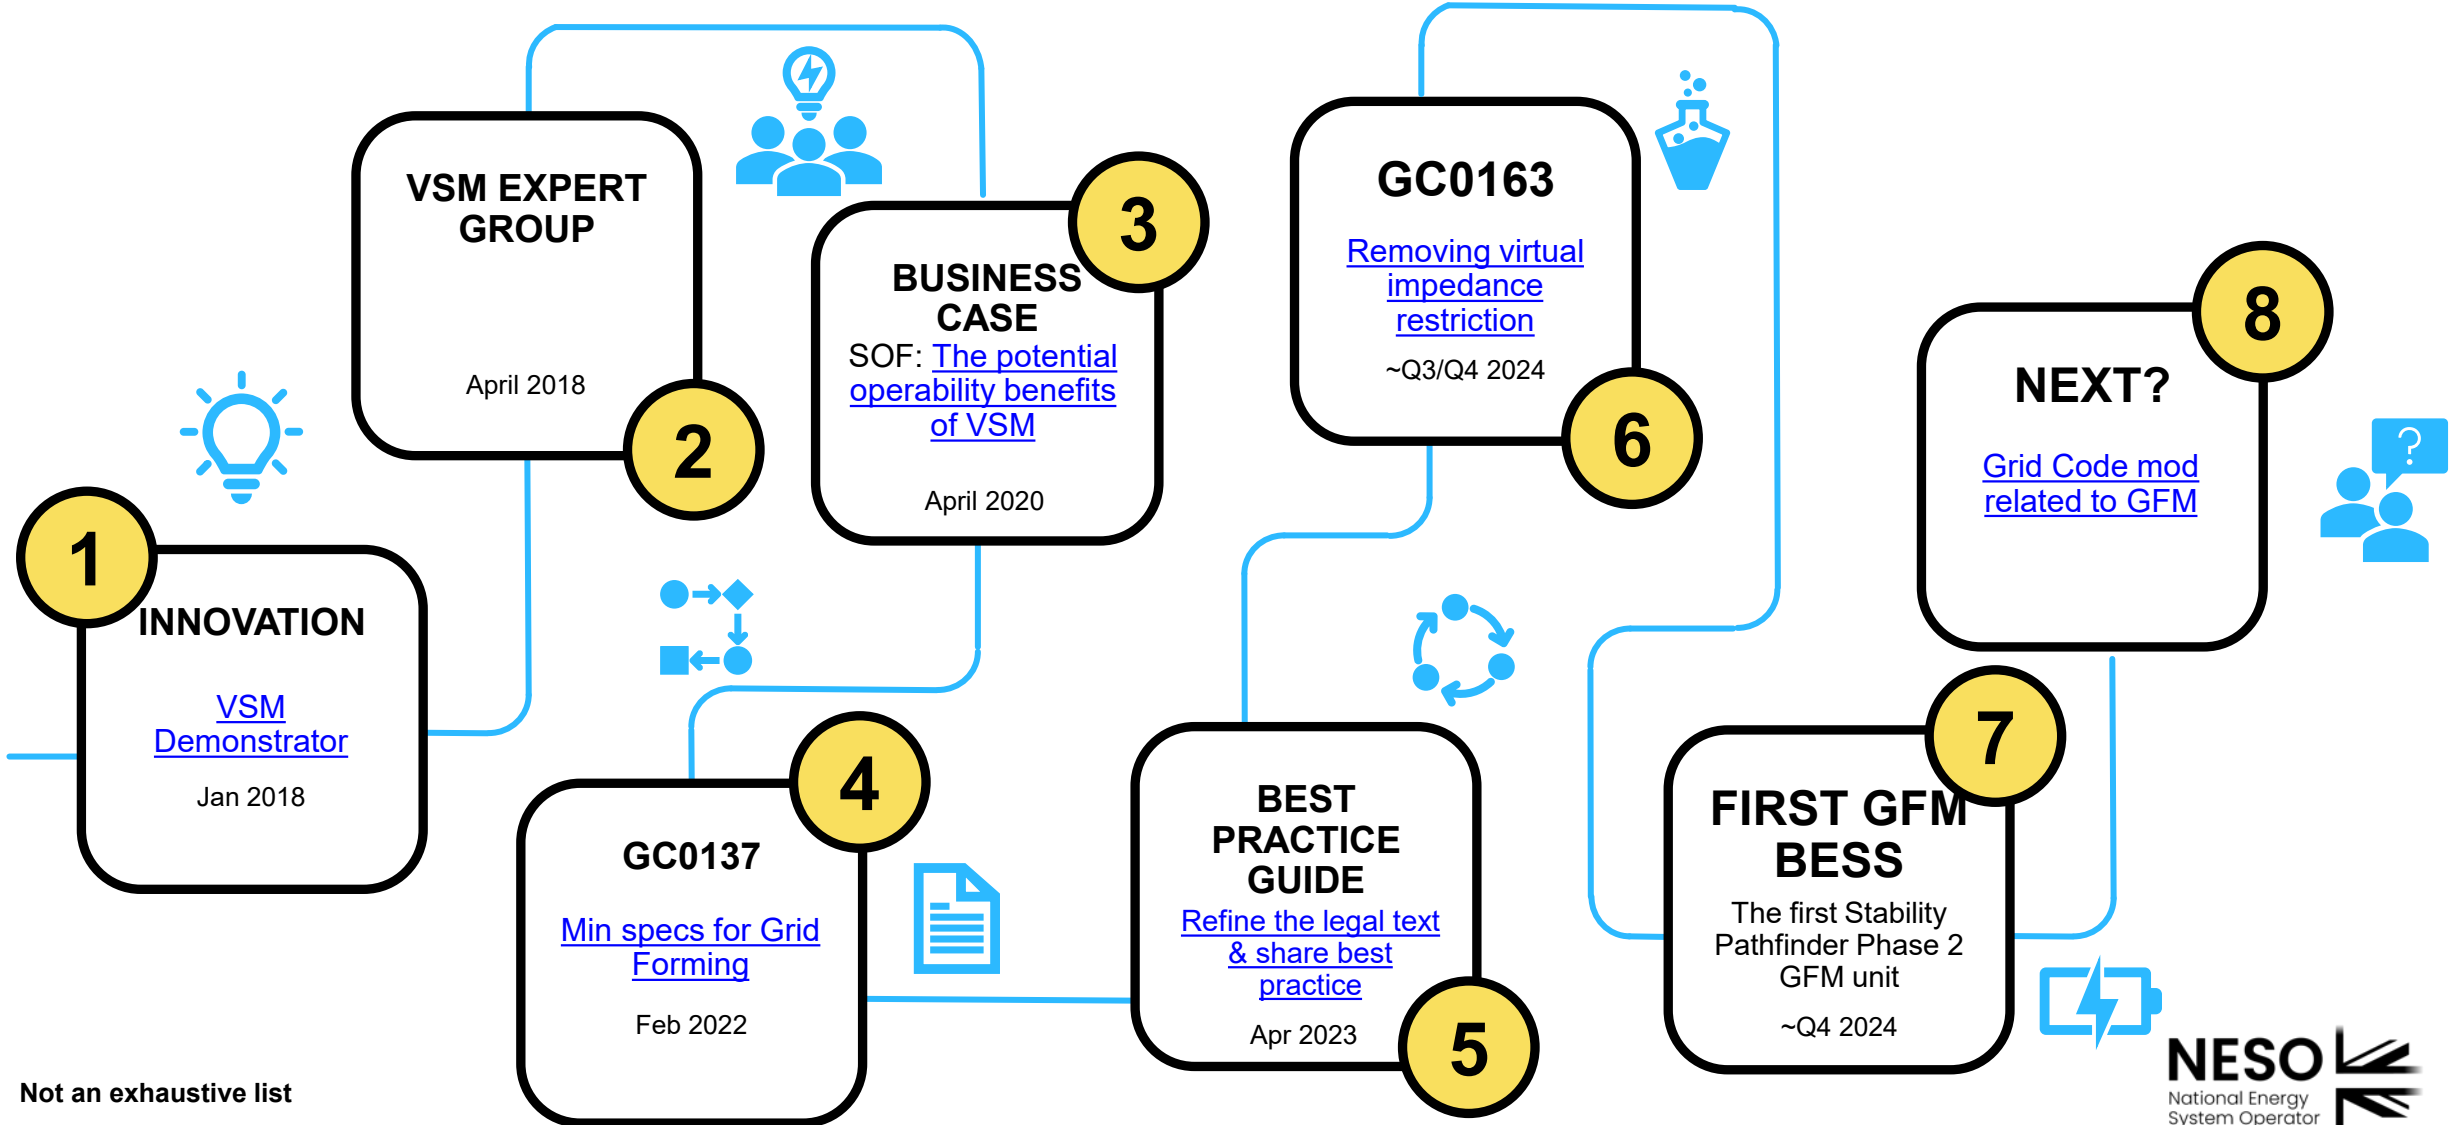 1
INNOVATION
VSM
Demonstrator
Jan 2018
VSM EXPERT
GROUP
April 2018
2
3
BUSINESS
CASE
SOF: The potential
operability benefits
of VSM
April 2020
4
GC0137
Min specs for Grid
Forming
Feb 2022
BEST
PRACTICE
GUIDE
Refine the legal text
& share best
practice
Apr 2023
5
GC0163
Removing virtual
impedance
restriction
~Q3/Q4 2024
6
7
FIRST GFM
BESS
The first Stability
Pathfinder Phase 2
GFM unit
~Q4 2024
8
NEXT?
Grid Code mod
related to GFM
?
Not an exhaustive list
NESO
National Energy
System Operator